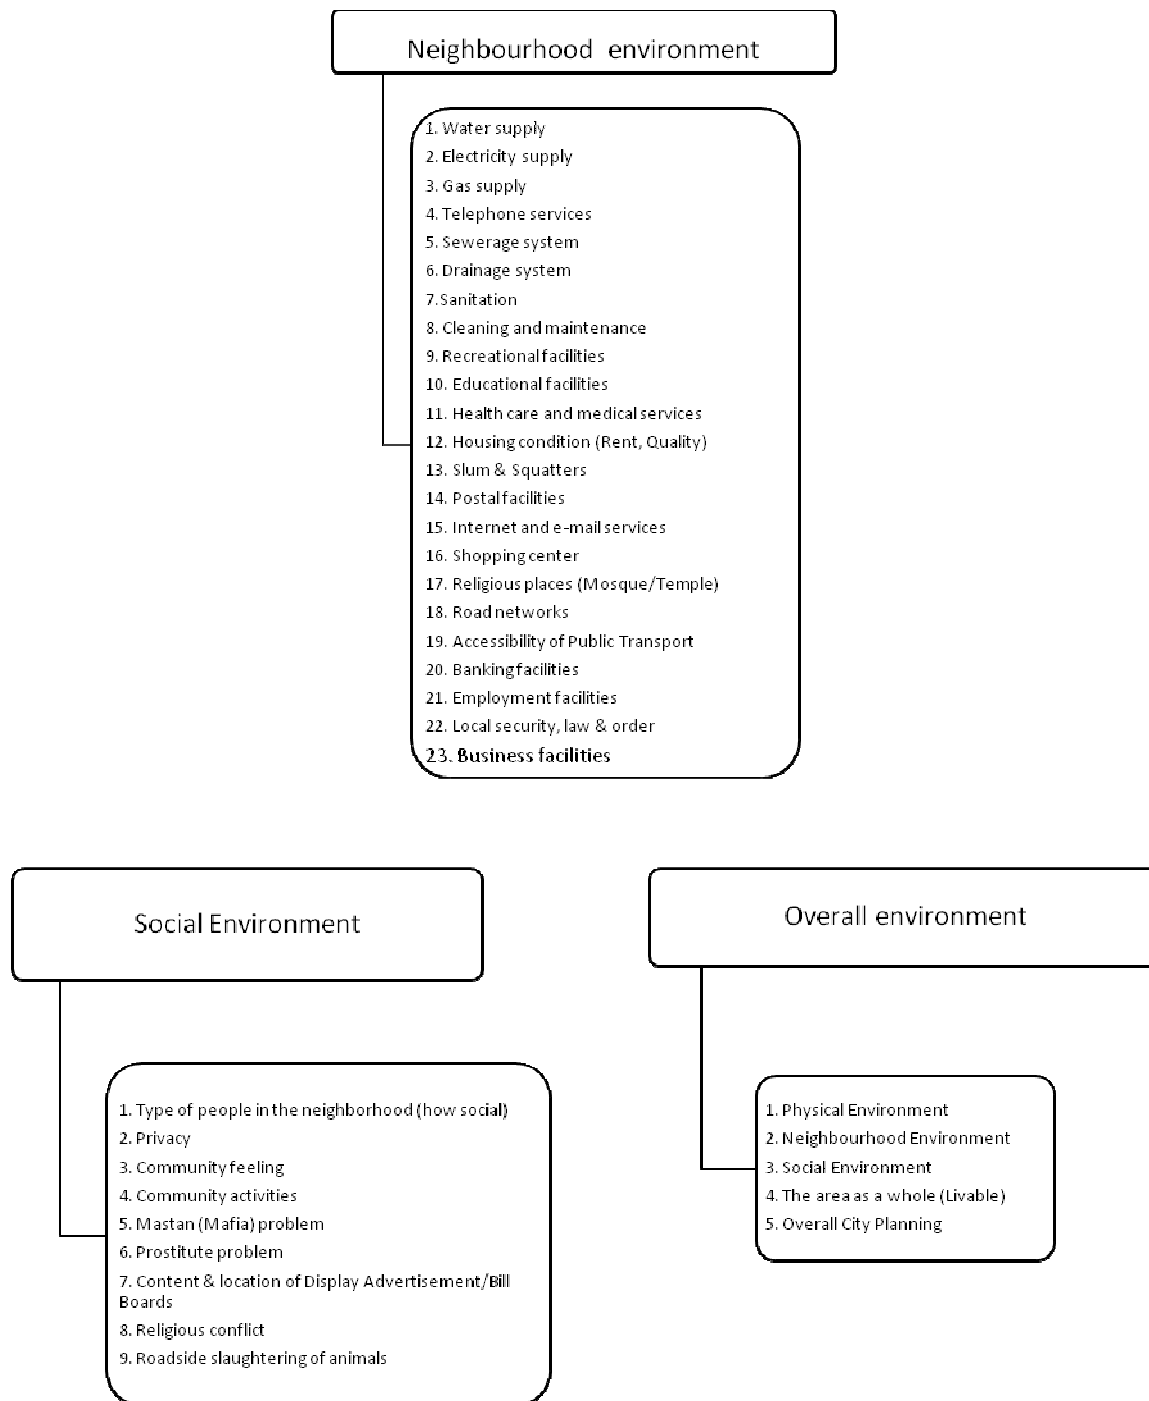 Neighbourhood environment
1. Water supply
2. Electricity supply
3. Gas supply
4. Telephone services
5. Sewerage system
6. Drainage system
7.Sanitation
8. Cleaning and maintenance
9. Recreational facilities
10. Educational facilities
11. Health care and medical services
12. Housing condition (Rent, Quality)
13. Slum & Squatters
14. Postal facilities
15. Internet and e-mail services
16. Shopping center
17. Religious places (Mosque/Temple)
18. Road networks
19. Accessibility of Public Transport
20. Banking facilities
21. Employment facilities
22. Local security, law & order
23. Business facilities
Social Environment
1. Type of people in the neighborhood (how social)
2. Privacy
3. Community feeling
4. Community activities
5. Mastan (Mafia) problem
6. Prostitute problem
7. Content & location of Display Advertisement/Bill
Boards
8. Religious conflict
9. Roadside slaughtering of animals
Overall environment
1. Physical Environment
2. Neighbourhood Environment
3. Social Environment
4. The area as a whole (Livable)
5. Overall City Planning